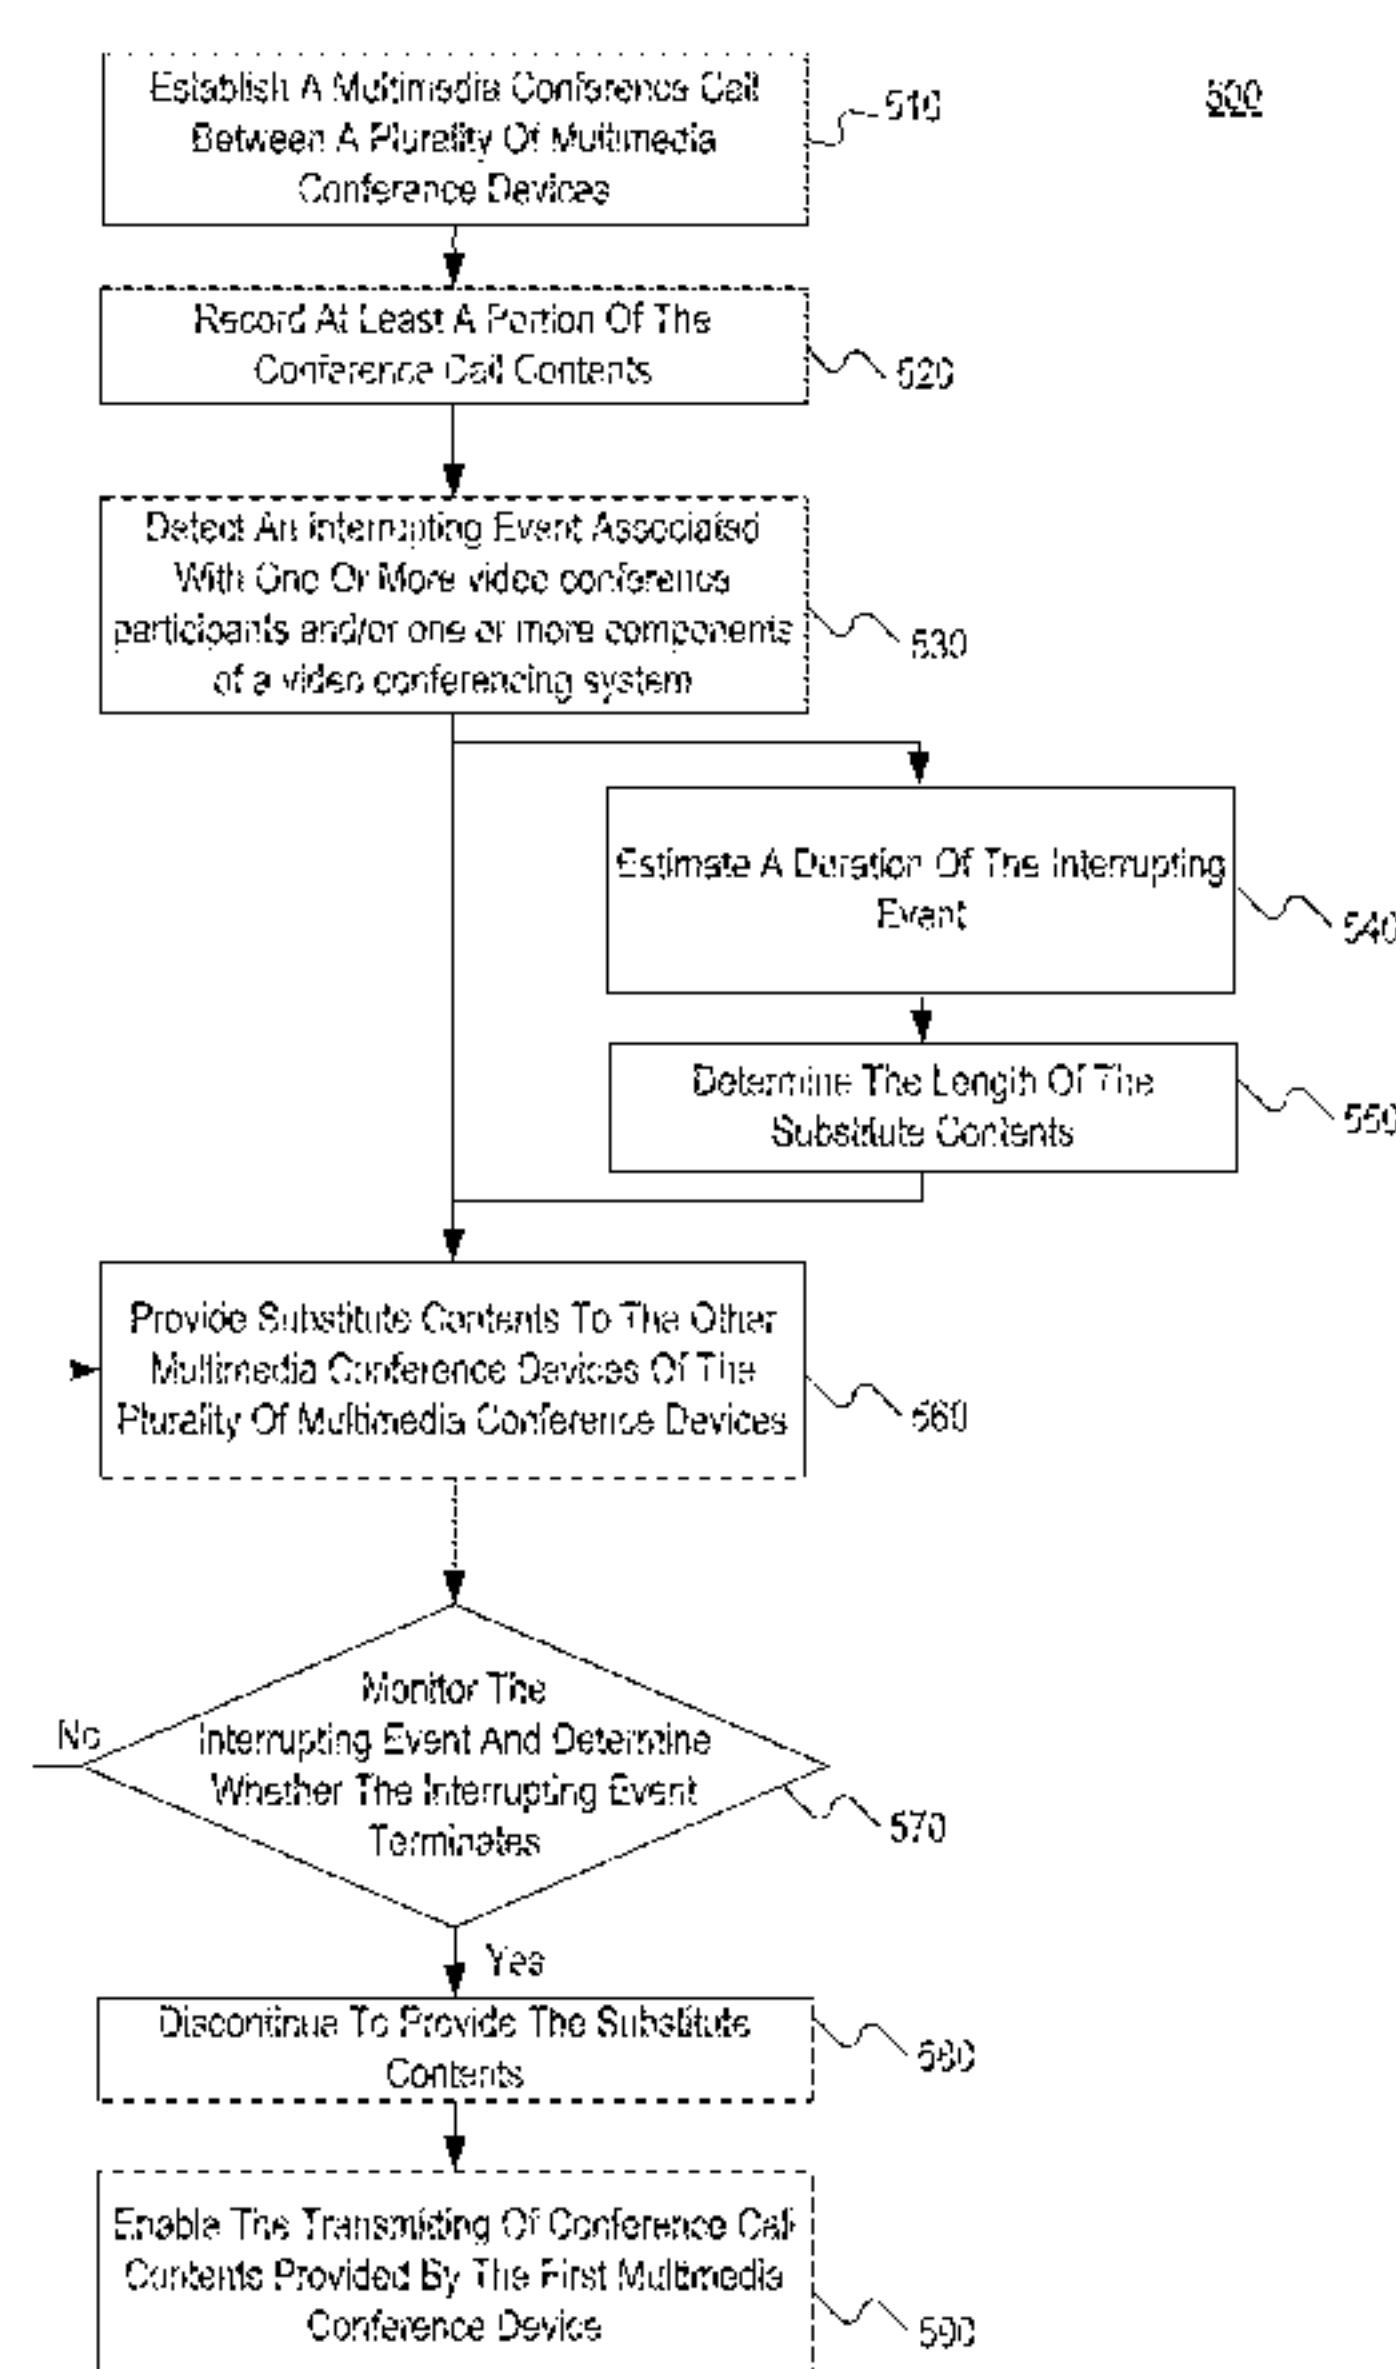 500
Establish A Multimedia Conference Call
Between A Plurality Of Multimedia
Conference Devices
510
Record At Least A Portion Of The
Conference Call Contents
520
Detect An Interrupting Event Associated
With One Or More video conference
participants and/or one or more components
of a video conferencing system
530
Estimate A Duration Of The Interrupting
Event
540
Determine The Length Of The
Substitute Contents
550
Provide Substitute Contents To The Other
Multimedia Conference Devices Of The
Plurality Of Multimedia Conference Devices
560
Monitor The
Interrupting Event And Determine
Whether The Interrupting Event
Terminates
No
570
Yes
Discontinue To Provide The Substitute
Contents
580
Enable The Transmitting Of Conference Call
Contents Provided By The First Multimedia
Conference Device
590